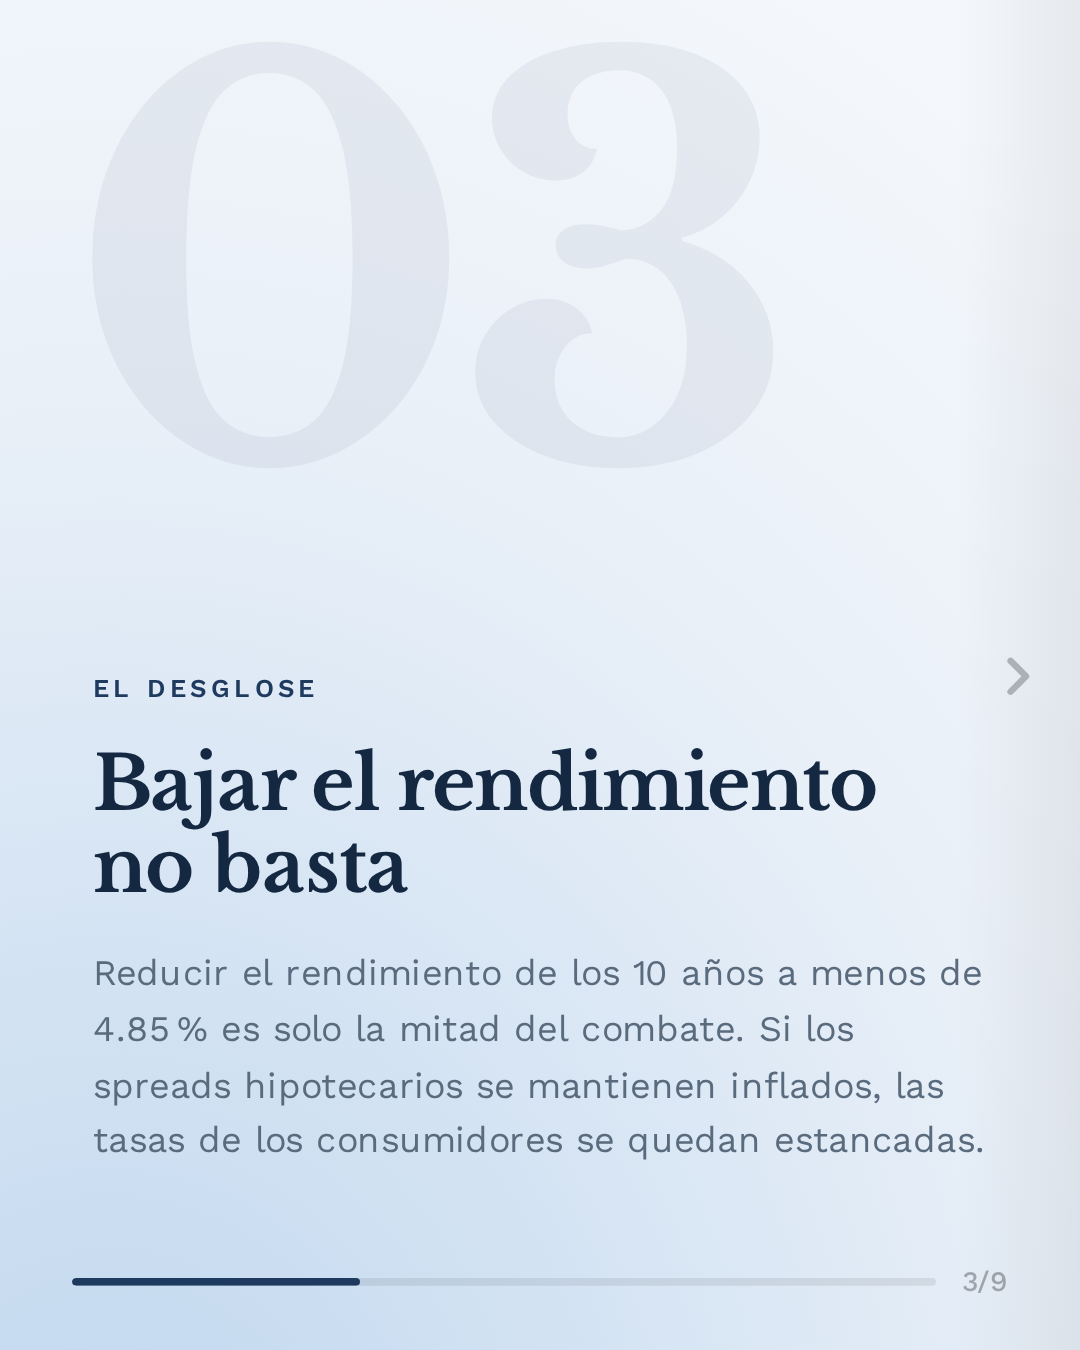 03
EL DESGLOSE
Bajar el rendimiento
no basta
Reducir el rendimiento de los 10 años a menos de
4.85 % es solo la mitad del combate. Si los
spreads hipotecarios se mantienen inflados, las
tasas de los consumidores se quedan estancadas.
3/9